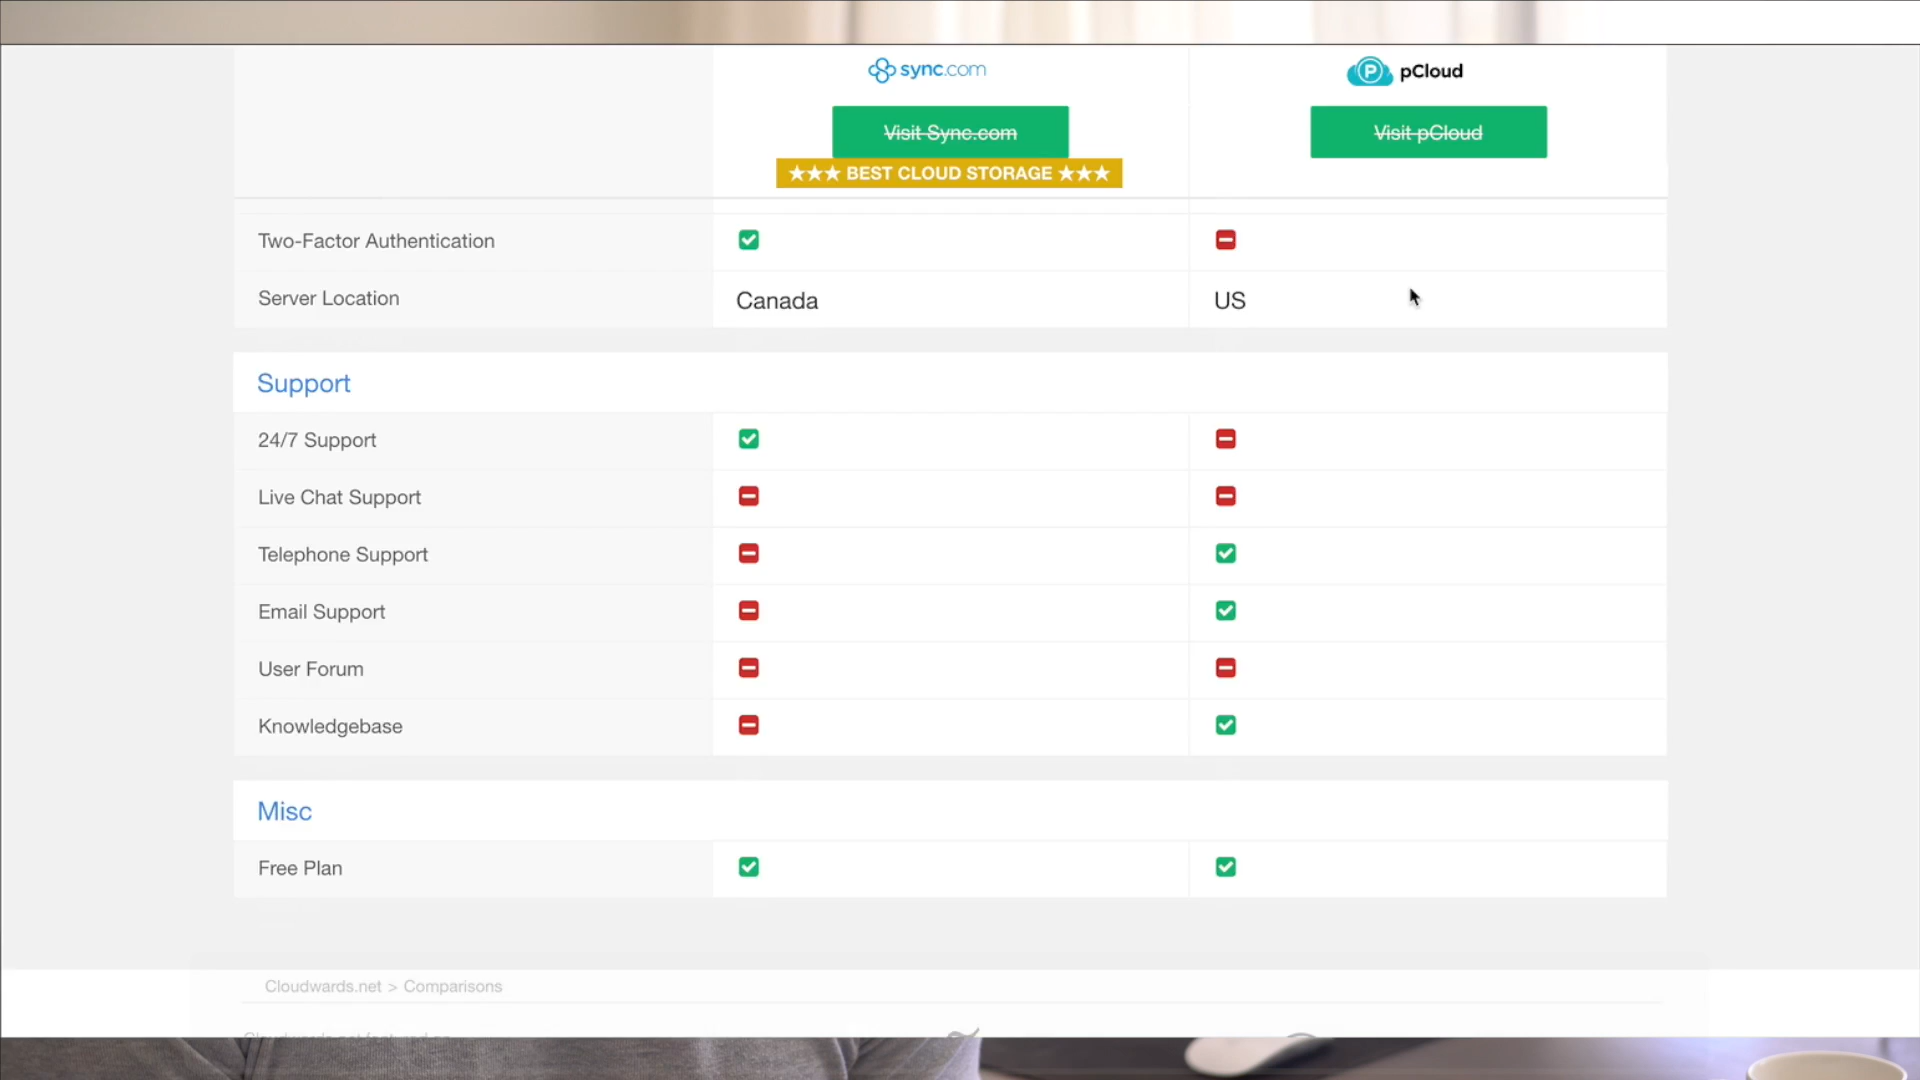 sync.com
P pCloud
Visit Sync.com
Visit pCloud
★★★ BEST CLOUD STORAGE ★★★
Two-Factor Authentication
Server Location
Canada
US
Support
24/7 Support
Live Chat Support
Telephone Support
Email Support
User Forum
Knowledgebase
Misc
Free Plan
Cloudwards.net > Comparisons